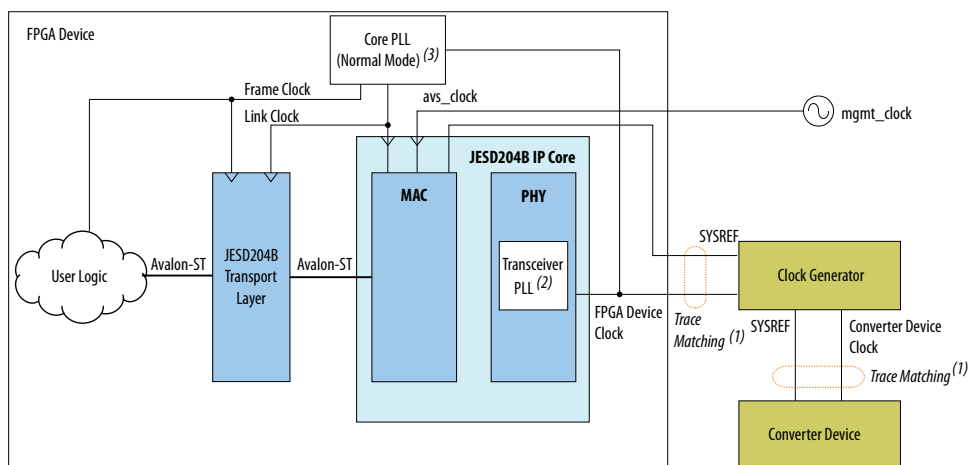 FPGA Device
Core PLL
(Normal Mode) (3)
Frame Clock
avs_clock
Link Clock
mgmt_clock
JESD204B IP Core
MAC
PHY
SYSREF
User Logic
Avalon-ST
JESD204B
Transport
Layer
Avalon-ST
Transceiver
PLL (2)
Clock Generator
FPGA Device
Clock
Trace
Matching (1)
SYSREF
Converter Device
Clock
Trace Matching (1)
Converter Device